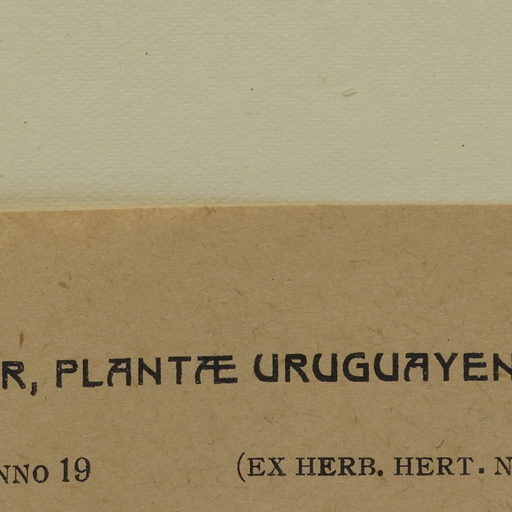 R, PLANTÆ URUGUAYEN
NNO 19 (EX HERB. HERT. N